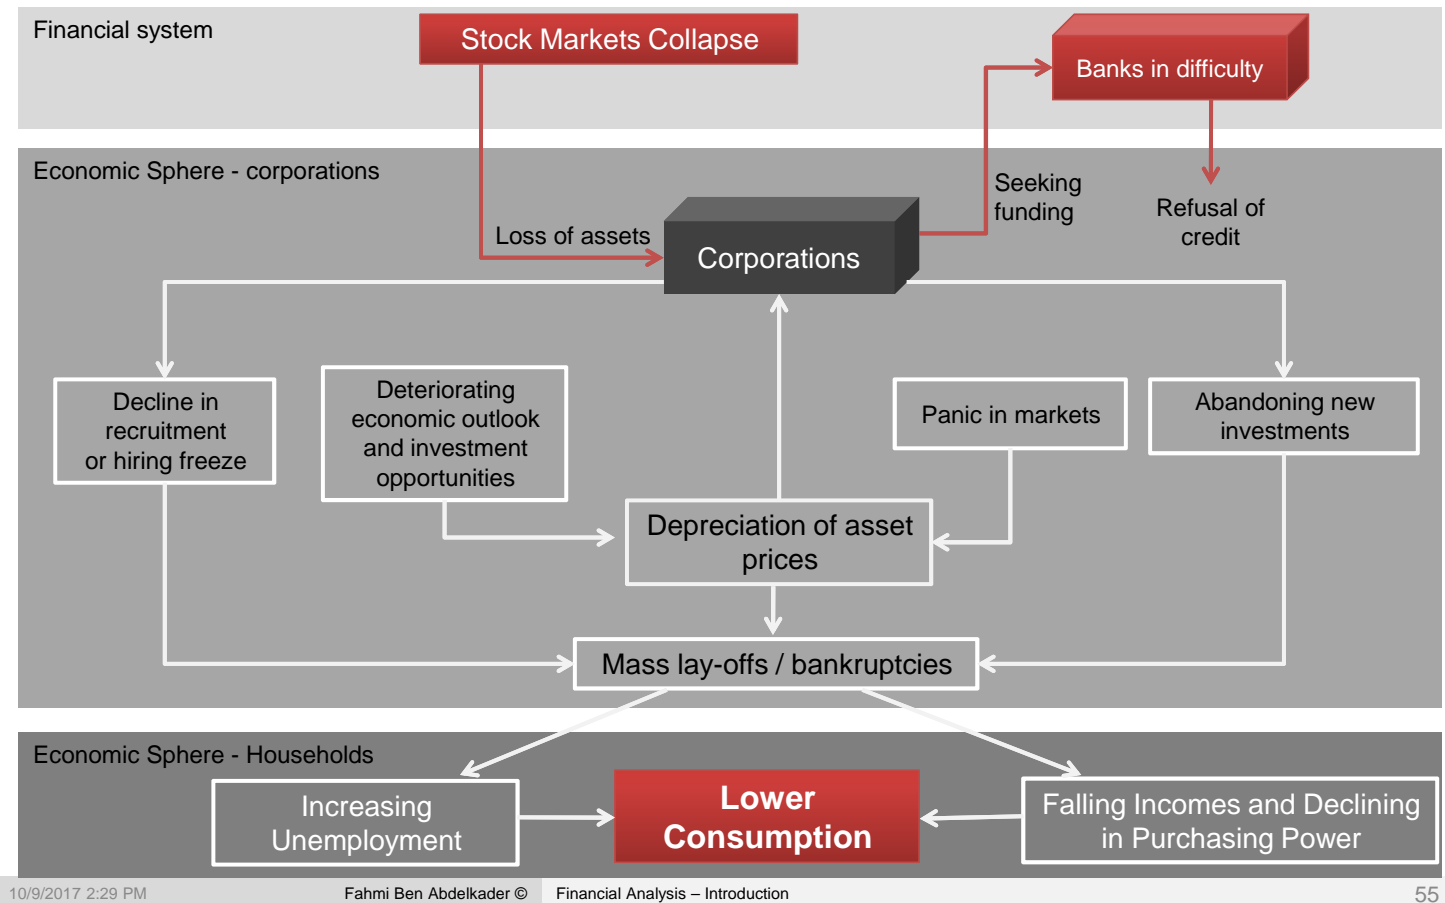 Financial system
Stock Markets Collapse
Banks in difficulty
Economic Sphere - corporations
Seeking
funding
Refusal of
credit
Loss of assets
Corporations
Decline in
recruitment
or hiring freeze
Deteriorating
economic outlook
and investment
opportunities
Panic in markets
Abandoning new
investments
Depreciation of asset
prices
Mass lay-offs / bankruptcies
Economic Sphere - Households
Increasing
Unemployment
Lower
Consumption
Falling Incomes and Declining
in Purchasing Power
10/9/2017 2:29 PM
Fahmi Ben Abdelkader ©
Financial Analysis – Introduction
55